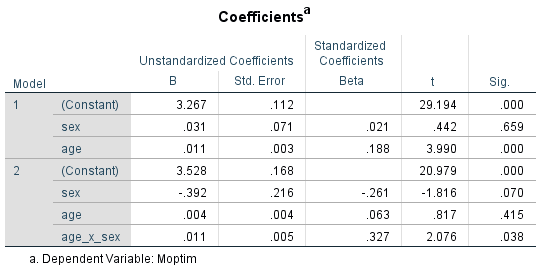 Coefficientsa
Unstandardized Coefficients Standardized Coefficients
Model B Std. Error Beta t Sig.
1 (Constant) 3.267 .112 29.194 .000
sex .031 .071 .021 .442 .659
age .011 .003 .188 3.990 .000
2 (Constant) 3.528 .168 20.979 .000
sex -.392 .216 -.261 -1.816 .070
age .004 .004 .063 .817 .415
age_x_sex .011 .005 .327 2.076 .038
a. Dependent Variable: Moptim